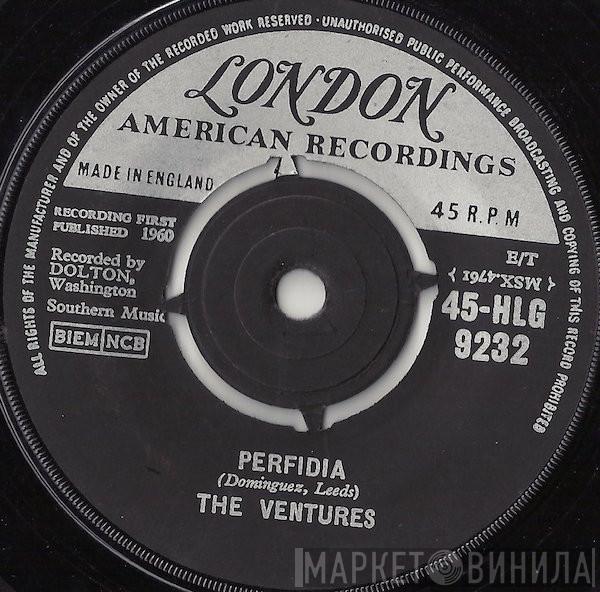 ALL RIGHTS OF THE MANUFACTURER AND OF THE OWNER OF THE RECORDED WORK RESERVED · UNAUTHORISED PUBLIC PERFORMANCE BROADCASTING AND COPYING OF THIS RECORD PROHIBITED
LONDON
AMERICAN RECORDINGS
MADE IN ENGLAND
45 R.P.M
RECORDING FIRST
PUBLISHED 1960
Recorded by
DOLTON,
Washington
Southern Music
BIEM NCB
E/T
MSX.4761
45-HLG
9232
PERFIDIA
(Dominguez, Leeds)
THE VENTURES
МАРКЕТ ВИНИЛА